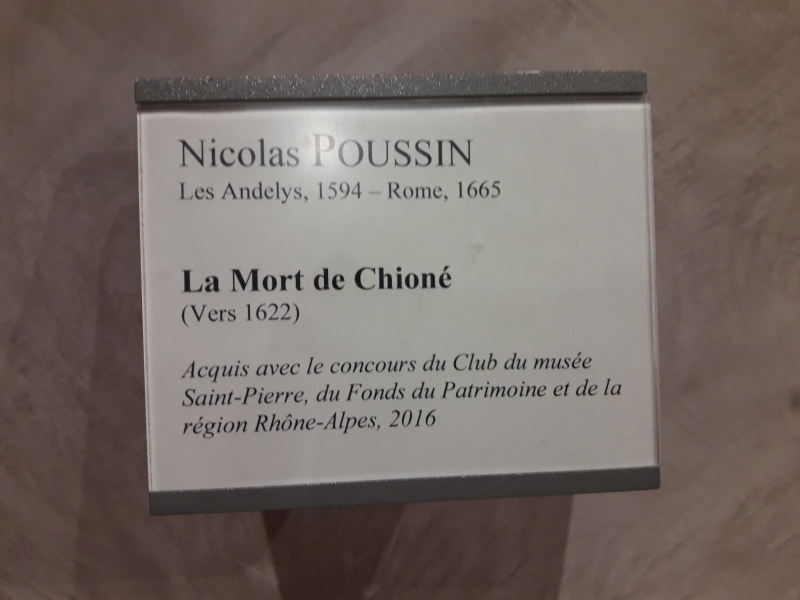 Nicolas POUSSIN
Les Andelys, 1594 – Rome, 1665
La Mort de Chioné
(Vers 1622)
Acquis avec le concours du Club du musée
Saint-Pierre, du Fonds du Patrimoine et de la
région Rhône-Alpes, 2016